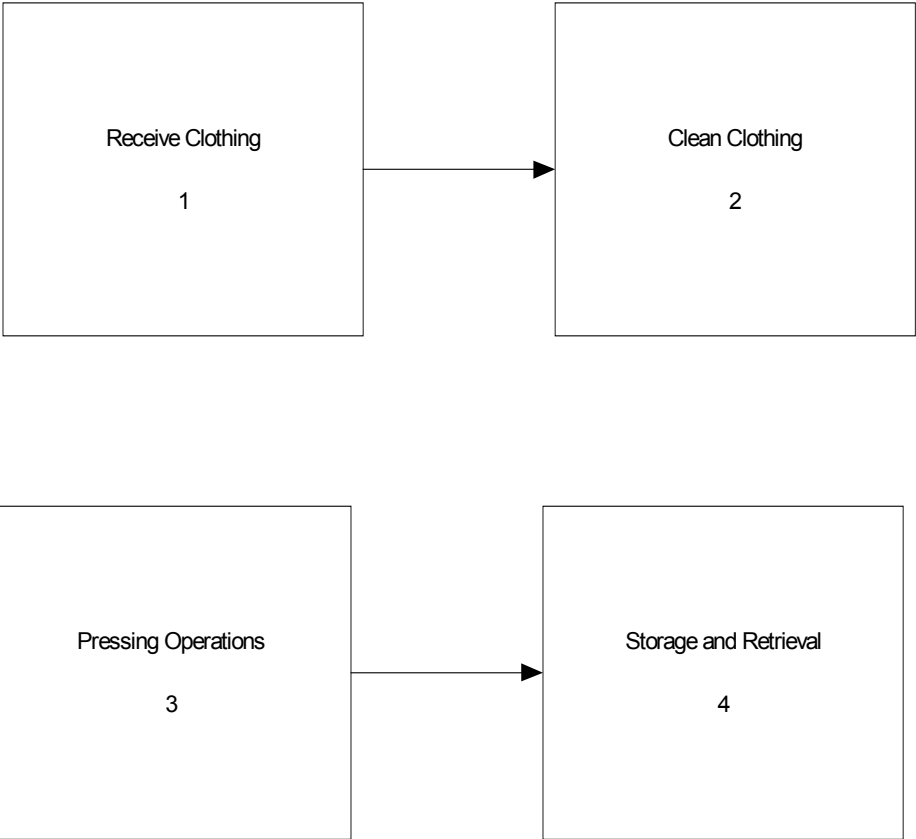 Receive Clothing
1
Clean Clothing
2
Pressing Operations
3
Storage and Retrieval
4